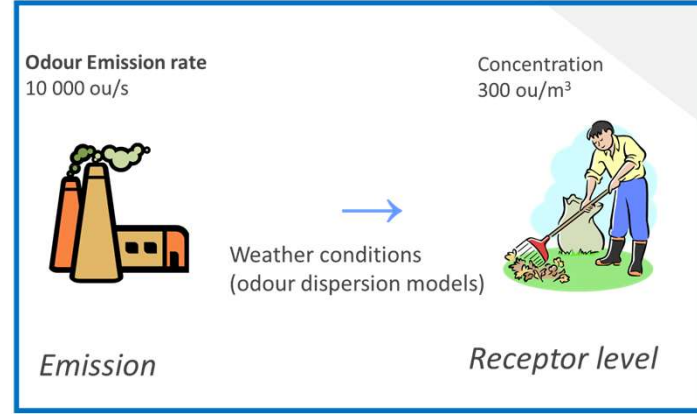 Odour Emission rate
10 000 ou/s
Concentration
300 ou/m³
Weather conditions
(odour dispersion models)
Emission
Receptor level